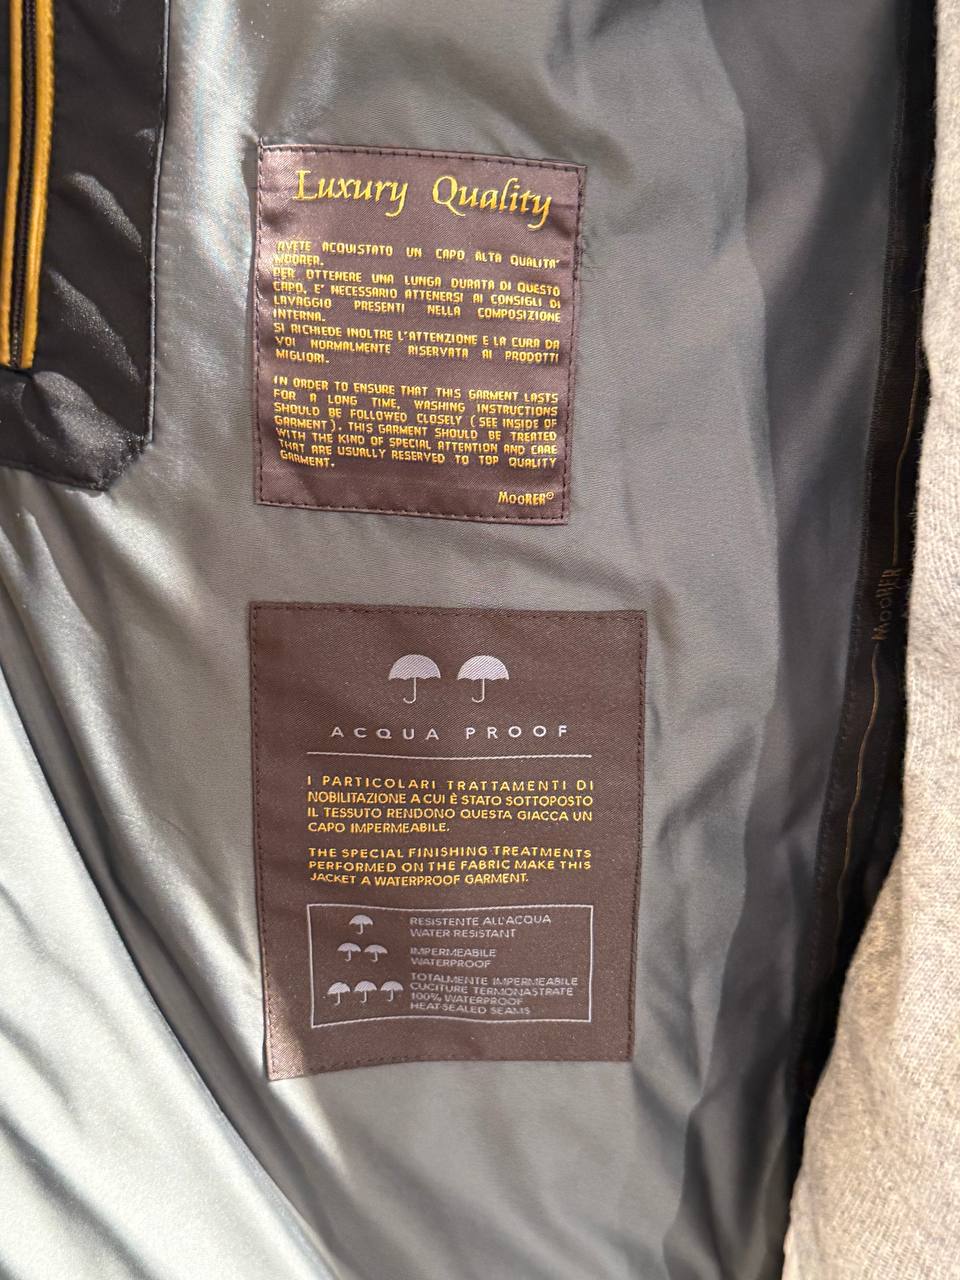 Luxury Quality
AVETE ACQUISTATO UN CAPO ALTA QUALITA'
MOORER.
PER OTTENERE UNA LUNGA DURATA DI QUESTO
CAPO, E' NECESSARIO ATTENERSI AI CONSIGLI DI
LAVAGGIO PRESENTI NELLA COMPOSIZIONE
INTERNA.
SI RICHIEDE INOLTRE L'ATTENZIONE E LA CURA DA
VOI NORMALMENTE RISERVATA AI PRODOTTI
MIGLIORI.
IN ORDER TO ENSURE THAT THIS GARMENT LASTS
FOR A LONG TIME, WASHING INSTRUCTIONS
SHOULD BE FOLLOWED CLOSELY (SEE INSIDE OF
GARMENT). THIS GARMENT SHOULD BE TREATED
WITH THE KIND OF SPECIAL ATTENTION AND CARE
THAT ARE USUALLY RESERVED TO TOP QUALITY
GARMENT.
MOORER©
MOORER
ACQUA PROOF
I PARTICOLARI TRATTAMENTI DI
NOBILITAZIONE A CUI È STATO SOTTOPOSTO
IL TESSUTO RENDONO QUESTA GIACCA UN
CAPO IMPERMEABILE.
THE SPECIAL FINISHING TREATMENTS
PERFORMED ON THE FABRIC MAKE THIS
JACKET A WATERPROOF GARMENT.
RESISTENTE ALL'ACQUA
WATER RESISTANT
IMPERMEABILE
WATERPROOF
TOTALMENTE IMPERMEABILE
CUCITURE TERMONASTRATE
100% WATERPROOF
HEAT-SEALED SEAMS